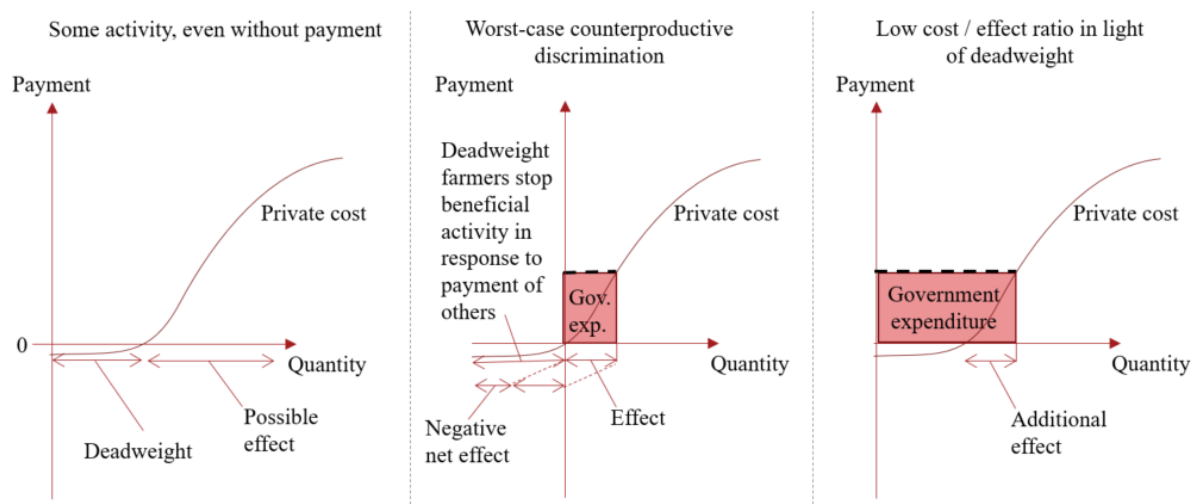 Some activity, even without payment
Payment
Private cost
0
Quantity
Possible
effect
Deadweight
Worst-case counterproductive
discrimination
Payment
Deadweight
farmers stop
beneficial
activity in
response to
payment of
others
Private cost
Gov.
exp.
Quantity
Negative
net effect
Effect
Low cost / effect ratio in light
of deadweight
Payment
Private cost
Government
expenditure
Quantity
Additional
effect